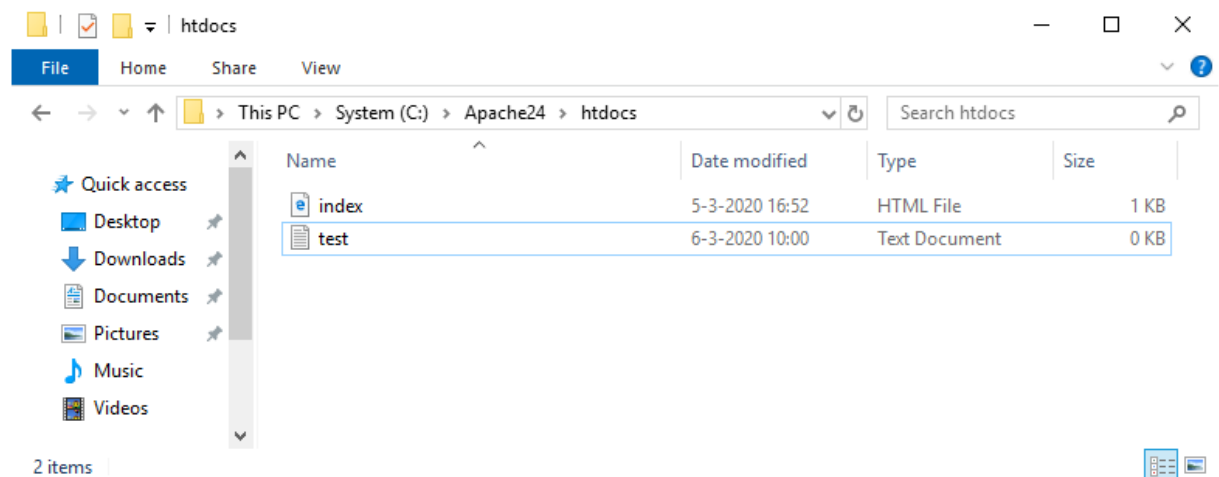 htdocs
File Home Share View
This PC > System (C:) > Apache24 > htdocs Search htdocs
Name Date modified Type Size
Quick access
index 5-3-2020 16:52 HTML File 1 KB
Desktop
test 6-3-2020 10:00 Text Document 0 KB
Downloads
Documents
Pictures
Music
Videos
2 items